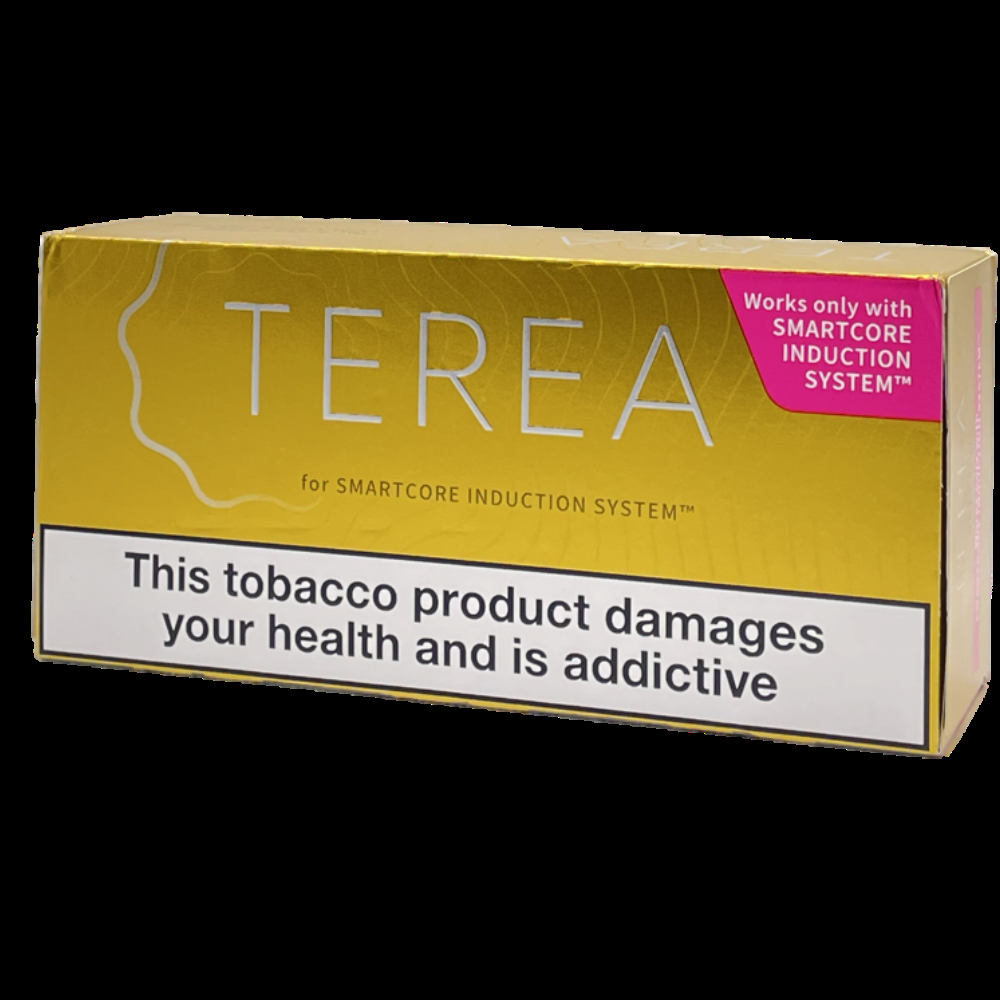 TEREA
Works only with
SMARTCORE
INDUCTION
SYSTEM™
for SMARTCORE INDUCTION SYSTEM™
This tobacco product damages
your health and is addictive